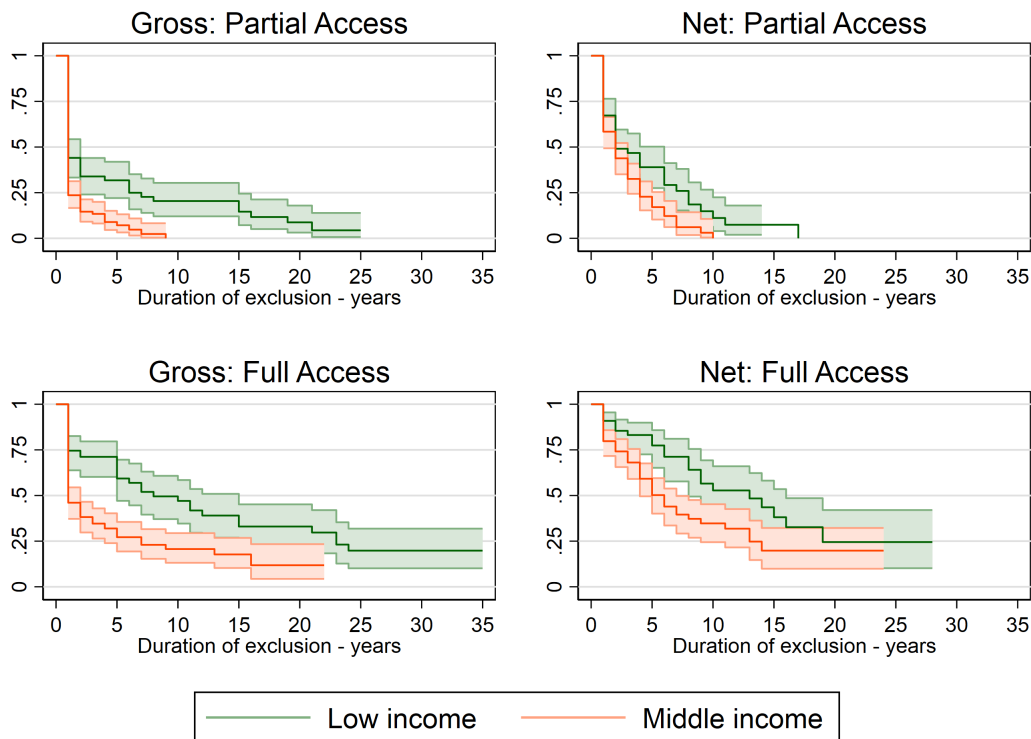 Gross: Partial Access
0 .25 .5 .75 1
0 5 10 15 20 25 30 35
Duration of exclusion - years
Net: Partial Access
0 .25 .5 .75 1
0 5 10 15 20 25 30 35
Duration of exclusion - years
Gross: Full Access
0 .25 .5 .75 1
0 5 10 15 20 25 30 35
Duration of exclusion - years
Net: Full Access
0 .25 .5 .75 1
0 5 10 15 20 25 30 35
Duration of exclusion - years
Low income Middle income